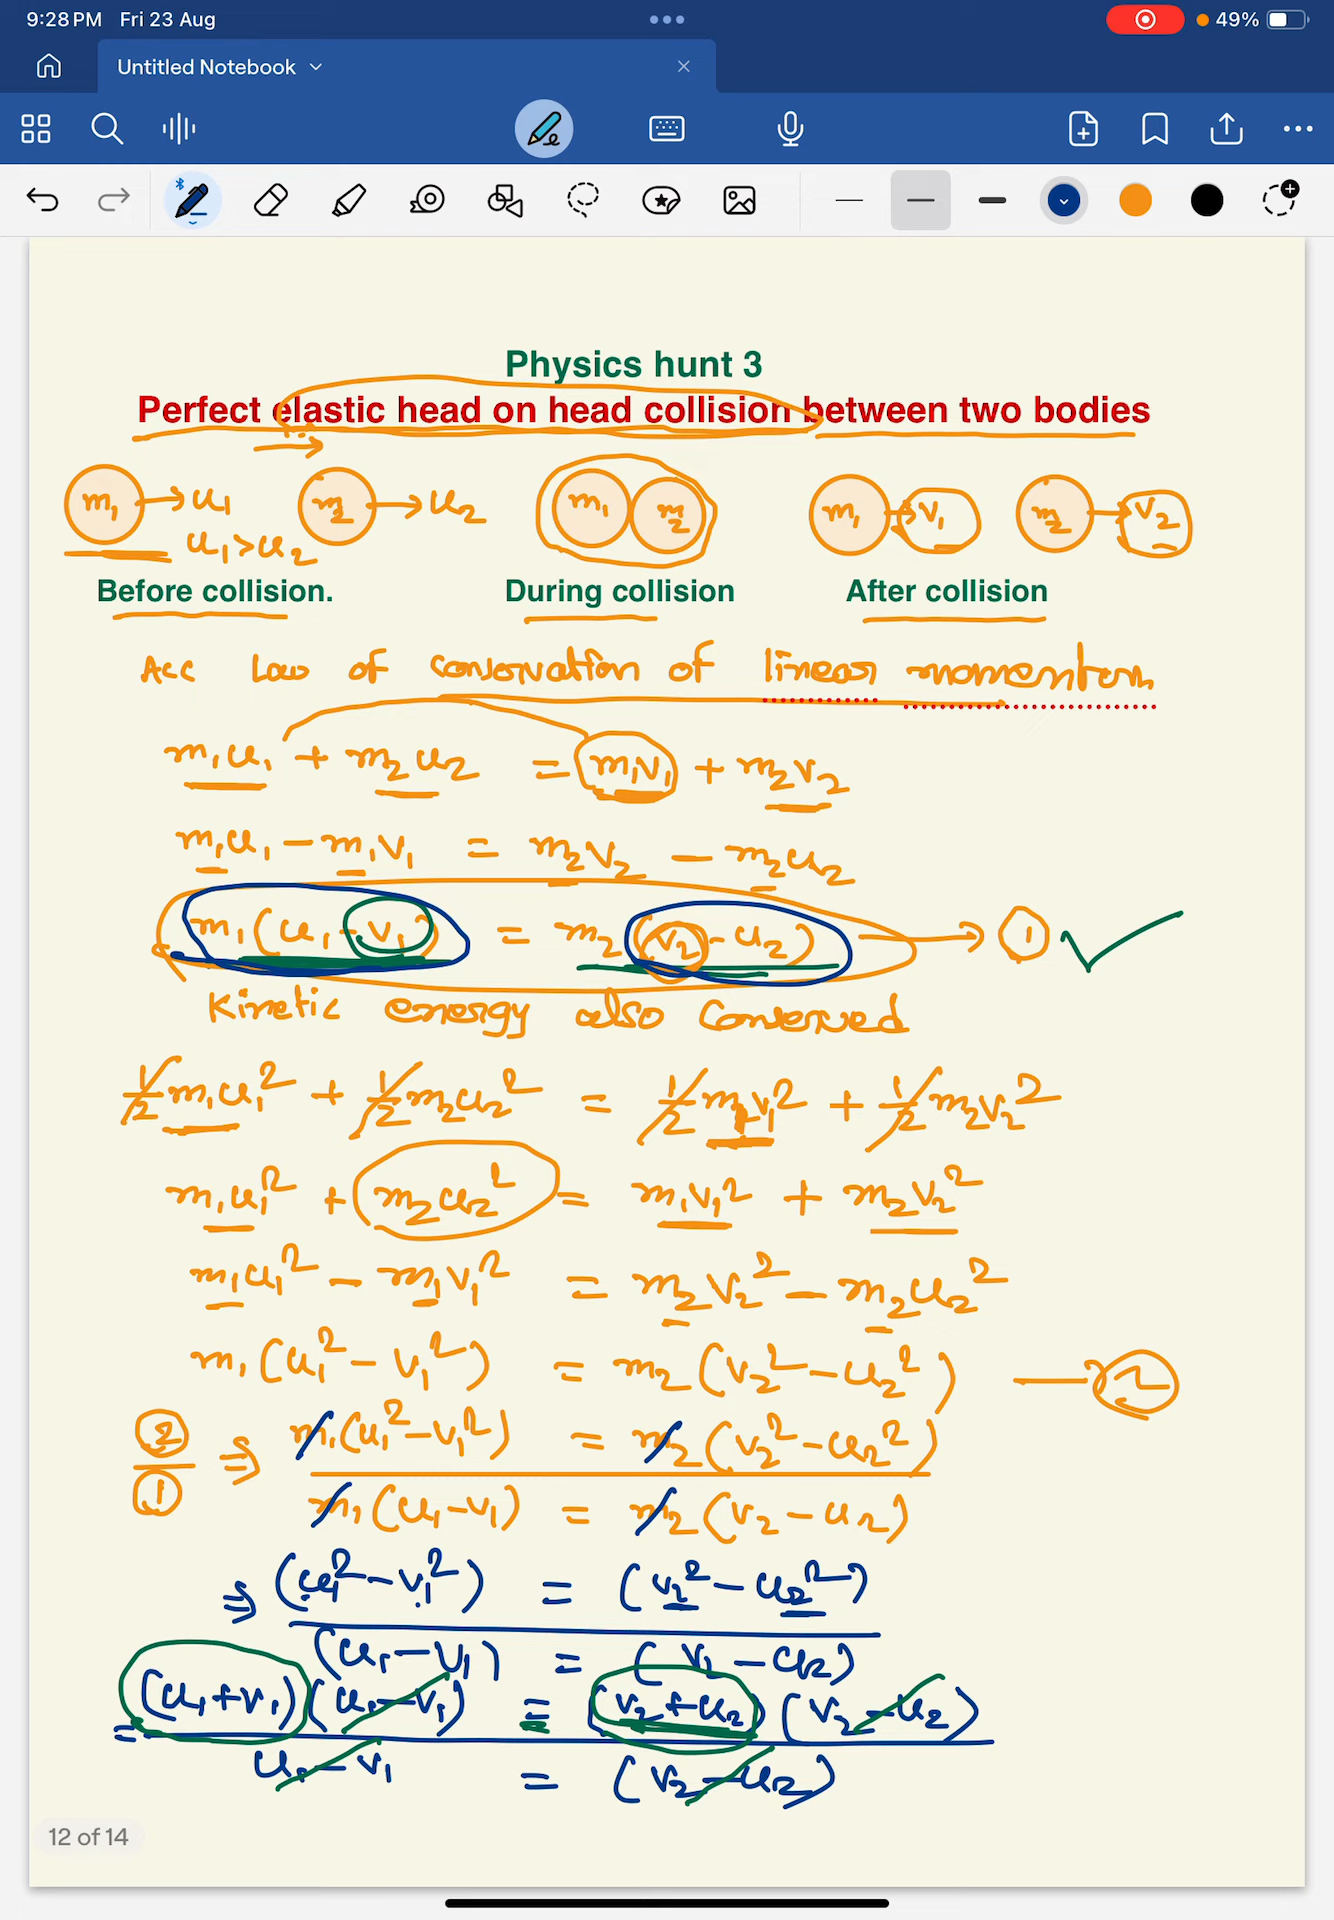 9:28 PM Fri 23 Aug
49%
Untitled Notebook
Physics hunt 3
Perfect elastic head on head collision between two bodies
m₁ → u₁ m₂ → u₂ m₁ m₂ m₁ → v₁ m₂ → v₂
u₁ > u₂
Before collision. During collision After collision
Acc Law of conservation of linear momentum
m₁u₁ + m₂u₂ = m₁v₁ + m₂v₂
m₁u₁ - m₁v₁ = m₂v₂ - m₂u₂
m₁(u₁ - v₁) = m₂(v₂ - u₂) → ① ✓
Kinetic energy also Conserved
1/2 m₁u₁² + 1/2 m₂u₂² = 1/2 m₁v₁² + 1/2 m₂v₂²
m₁u₁² + m₂u₂² = m₁v₁² + m₂v₂²
m₁u₁² - m₁v₁² = m₂v₂² - m₂u₂²
m₁(u₁² - v₁²) = m₂(v₂² - u₂²) → ②
②/① ⇒ m₁(u₁² - v₁²) = m₂(v₂² - u₂²)
m₁(u₁ - v₁) = m₂(v₂ - u₂)
⇒ (u₁² - v₁²) = (v₂² - u₂²)
(u₁ - v₁) = (v₂ - u₂)
= (u₁ + v₁)(u₁ - v₁) = (v₂ + u₂)(v₂ - u₂)
u₁ - v₁ = (v₂ - u₂)
12 of 14